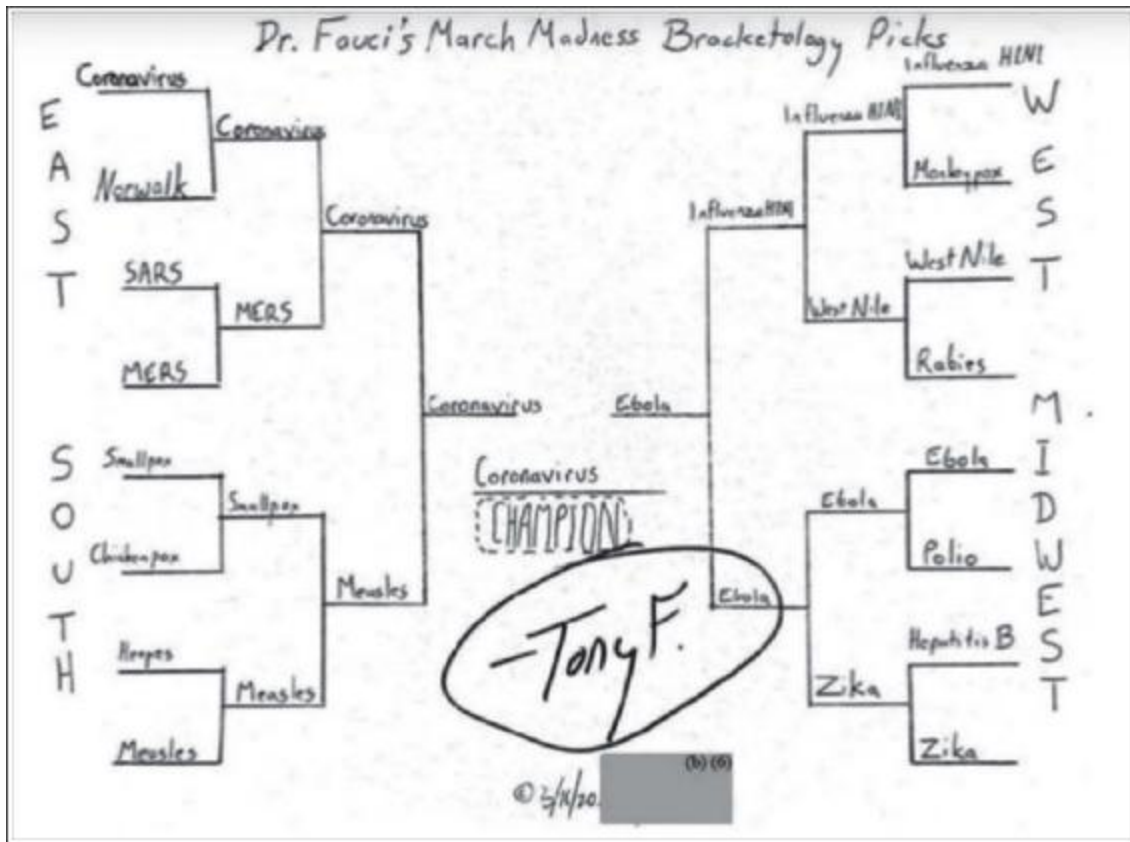 Dr. Fauci's March Madness Bracketology Picks
EAST
Coronavirus
Norwalk
SARS
MERS
Coronavirus
MERS
Coronavirus
SOUTH
Smallpox
Chickenpox
Herpes
Measles
Smallpox
Measles
Measles
Coronavirus
Ebola
Coronavirus
CHAMPION
-Tony F.
WEST
Influenza H1N1
Monkeypox
West Nile
Rabies
Influenza H1N1
West Nile
Influenza H1N1
MIDWEST
Ebola
Polio
Hepatitis B
Zika
Ebola
Zika
Ebola
(b) (6)